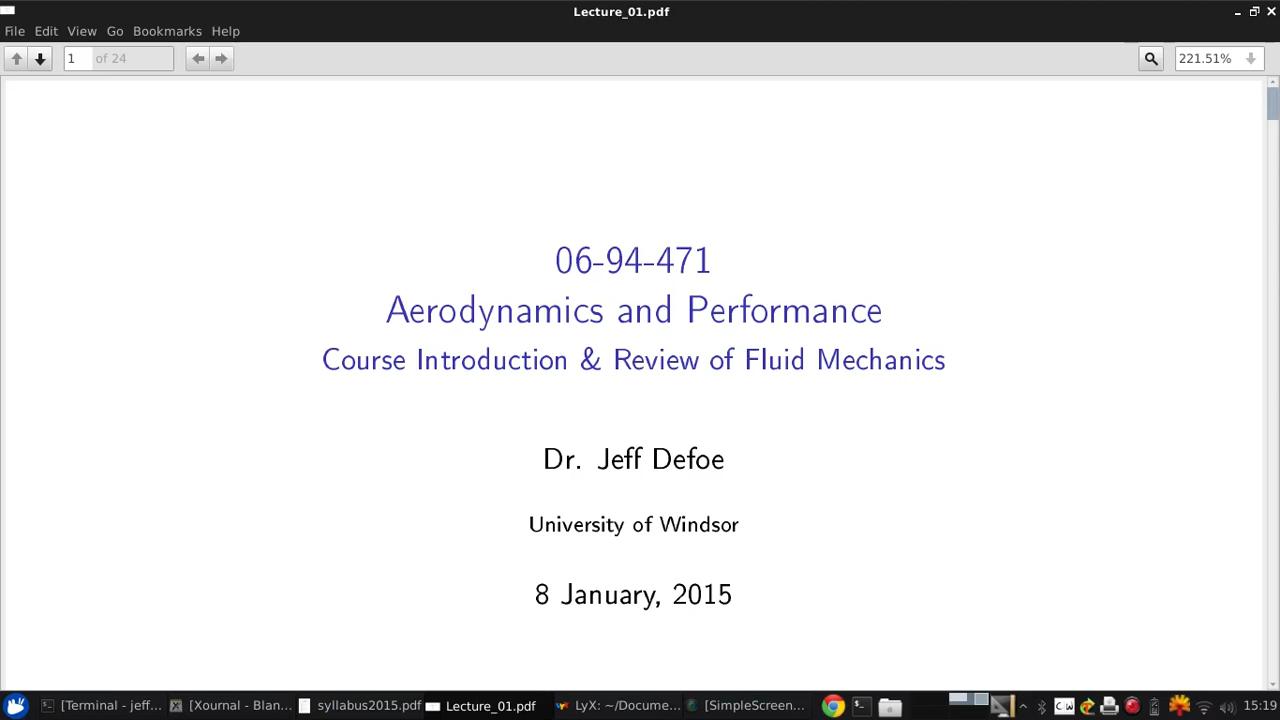 Lecture_01.pdf
File Edit View Go Bookmarks Help
1 of 24 221.51%
06-94-471
Aerodynamics and Performance
Course Introduction & Review of Fluid Mechanics
Dr. Jeff Defoe
University of Windsor
8 January, 2015
[Terminal - jeff... [Xournal - Blan... syllabus2015.pdf Lecture_01.pdf LyX: ~/Docume... [SimpleScreen... CW 15:19